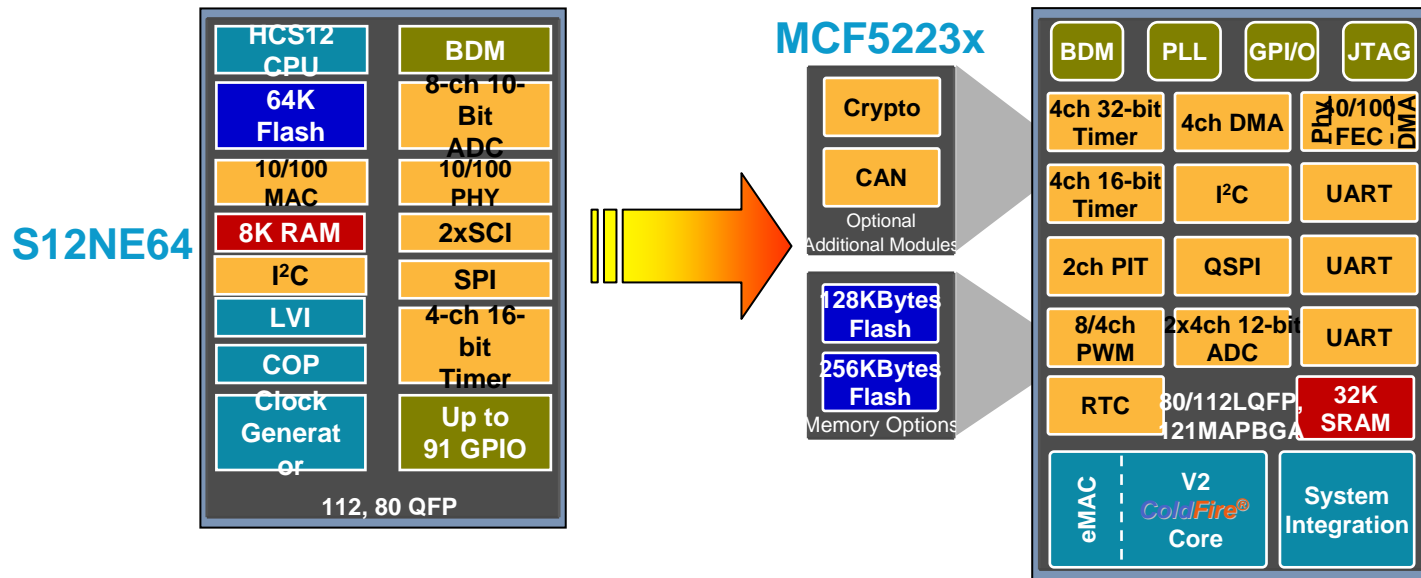 S12NE64
HCS12
CPU
BDM
64K
Flash
8-ch 10-
Bit
ADC
10/100
MAC
10/100
PHY
8K RAM
2xSCI
I²C
SPI
LVI
4-ch 16-
bit
Timer
COP
Clock
Generat
or
Up to
91 GPIO
112, 80 QFP
MCF5223x
Crypto
CAN
Optional
Additional Modules
128KBytes
Flash
256KBytes
Flash
Memory Options
BDM
PLL
GPI/O
JTAG
4ch 32-bit
Timer
4ch DMA
Phy
10/100
FEC
DMA
4ch 16-bit
Timer
I²C
UART
2ch PIT
QSPI
UART
8/4ch
PWM
2x4ch 12-bit
ADC
UART
RTC
80/112LQFP,
121MAPBGA
32K
SRAM
eMAC
V2
ColdFire®
Core
System
Integration